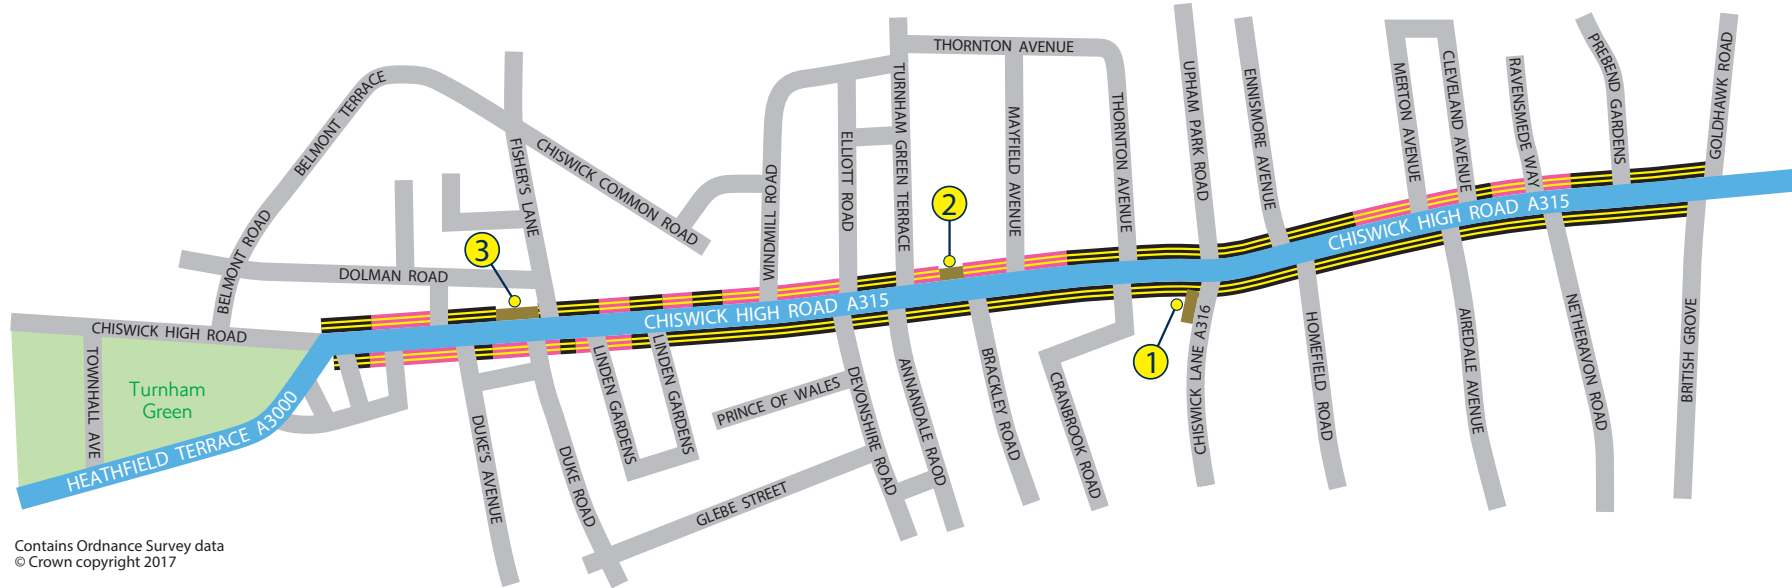 THORNTON AVENUE
BELMONT TERRACE
FISHER'S LANE
CHISWICK COMMON ROAD
BELMONT ROAD
DOLMAN ROAD
WINDMILL ROAD
ELLIOTT ROAD
TURNHAM GREEN TERRACE
MAYFIELD AVENUE
THORNTON AVENUE
UPHAM PARK ROAD
ENNISMORE AVENUE
MERTON AVENUE
CLEVELAND AVENUE
RAVENSMEDE WAY
PREBEND GARDENS
GOLDHAWK ROAD
3
2
1
CHISWICK HIGH ROAD
CHISWICK HIGH ROAD A315
CHISWICK HIGH ROAD A315
TOWNHALL AVE
Turnham
Green
HEATHFIELD TERRACE A3000
DUKE'S AVENUE
DUKE ROAD
LINDEN GARDENS
LINDEN GARDENS
PRINCE OF WALES
GLEBE STREET
DEVONSHIRE ROAD
ANNANDALE RAOD
BRACKLEY ROAD
CRANBROOK ROAD
CHISWICK LANE A316
HOMEFIELD ROAD
AIREDALE AVENUE
NETHERAVON ROAD
BRITISH GROVE
Contains Ordnance Survey data
© Crown copyright 2017